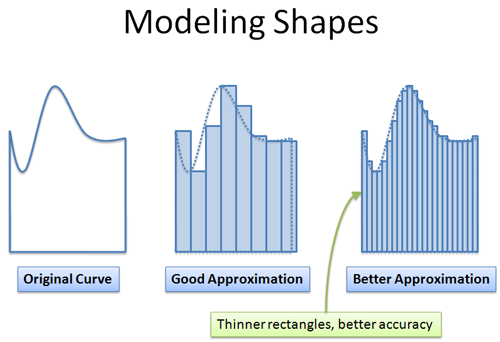 Modeling Shapes
Original Curve
Good Approximation
Better Approximation
Thinner rectangles, better accuracy